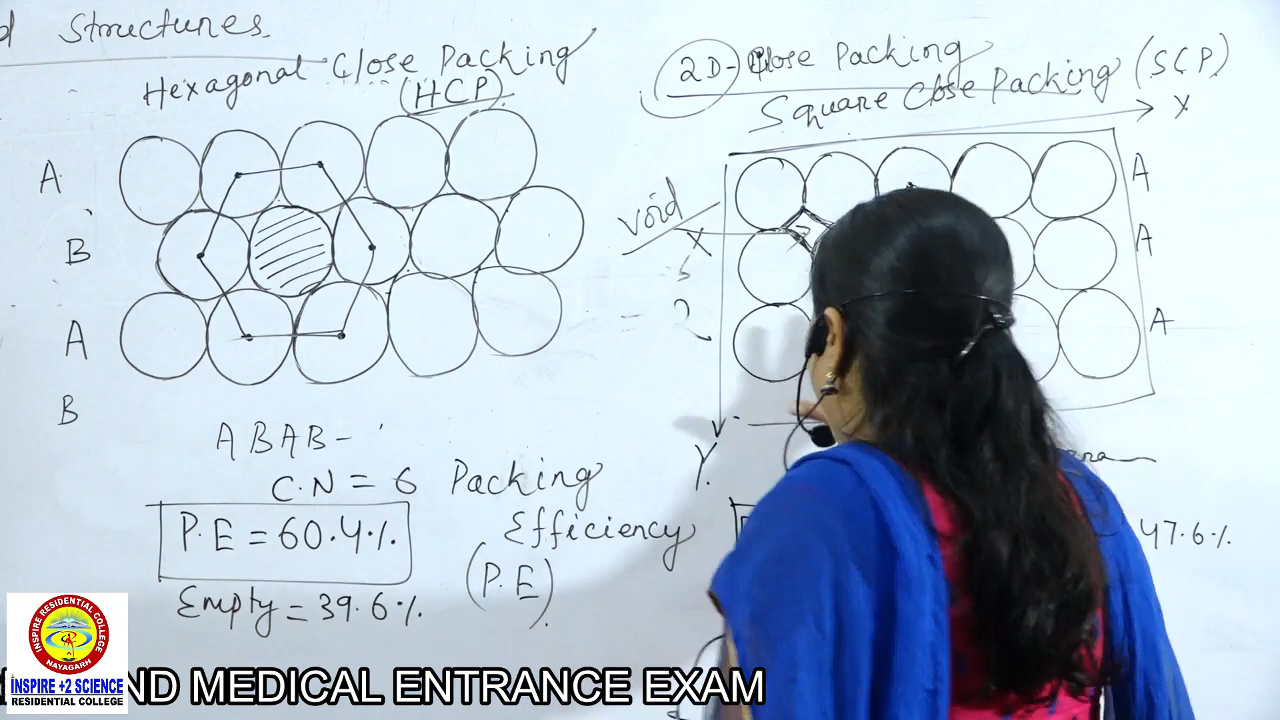 Structures
Hexagonal Close Packing
(HCP)
A
B
A
B
ABAB-
C.N = 6
P.E = 60.4%
Empty = 39.6%
Packing
Efficiency
(P.E)
2D-Close Packing
Square Close Packing (SCP)
X
Void
A
A
A
Y
47.6%
INSPIRE RESIDENTIAL COLLEGE
NAYAGARH
INSPIRE +2 SCIENCE
RESIDENTIAL COLLEGE
ND MEDICAL ENTRANCE EXAM